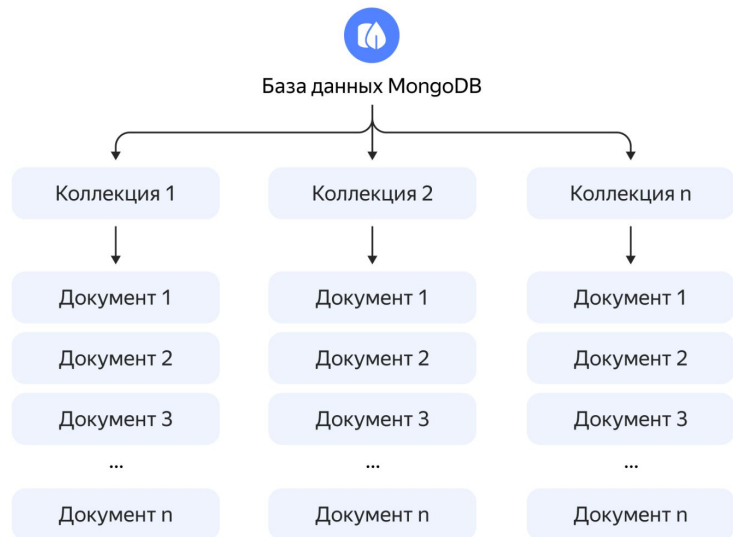 База данных MongoDB
Коллекция 1
Коллекция 2
Коллекция n
Документ 1
Документ 1
Документ 1
Документ 2
Документ 2
Документ 2
Документ 3
Документ 3
Документ 3
...
...
...
Документ n
Документ n
Документ n